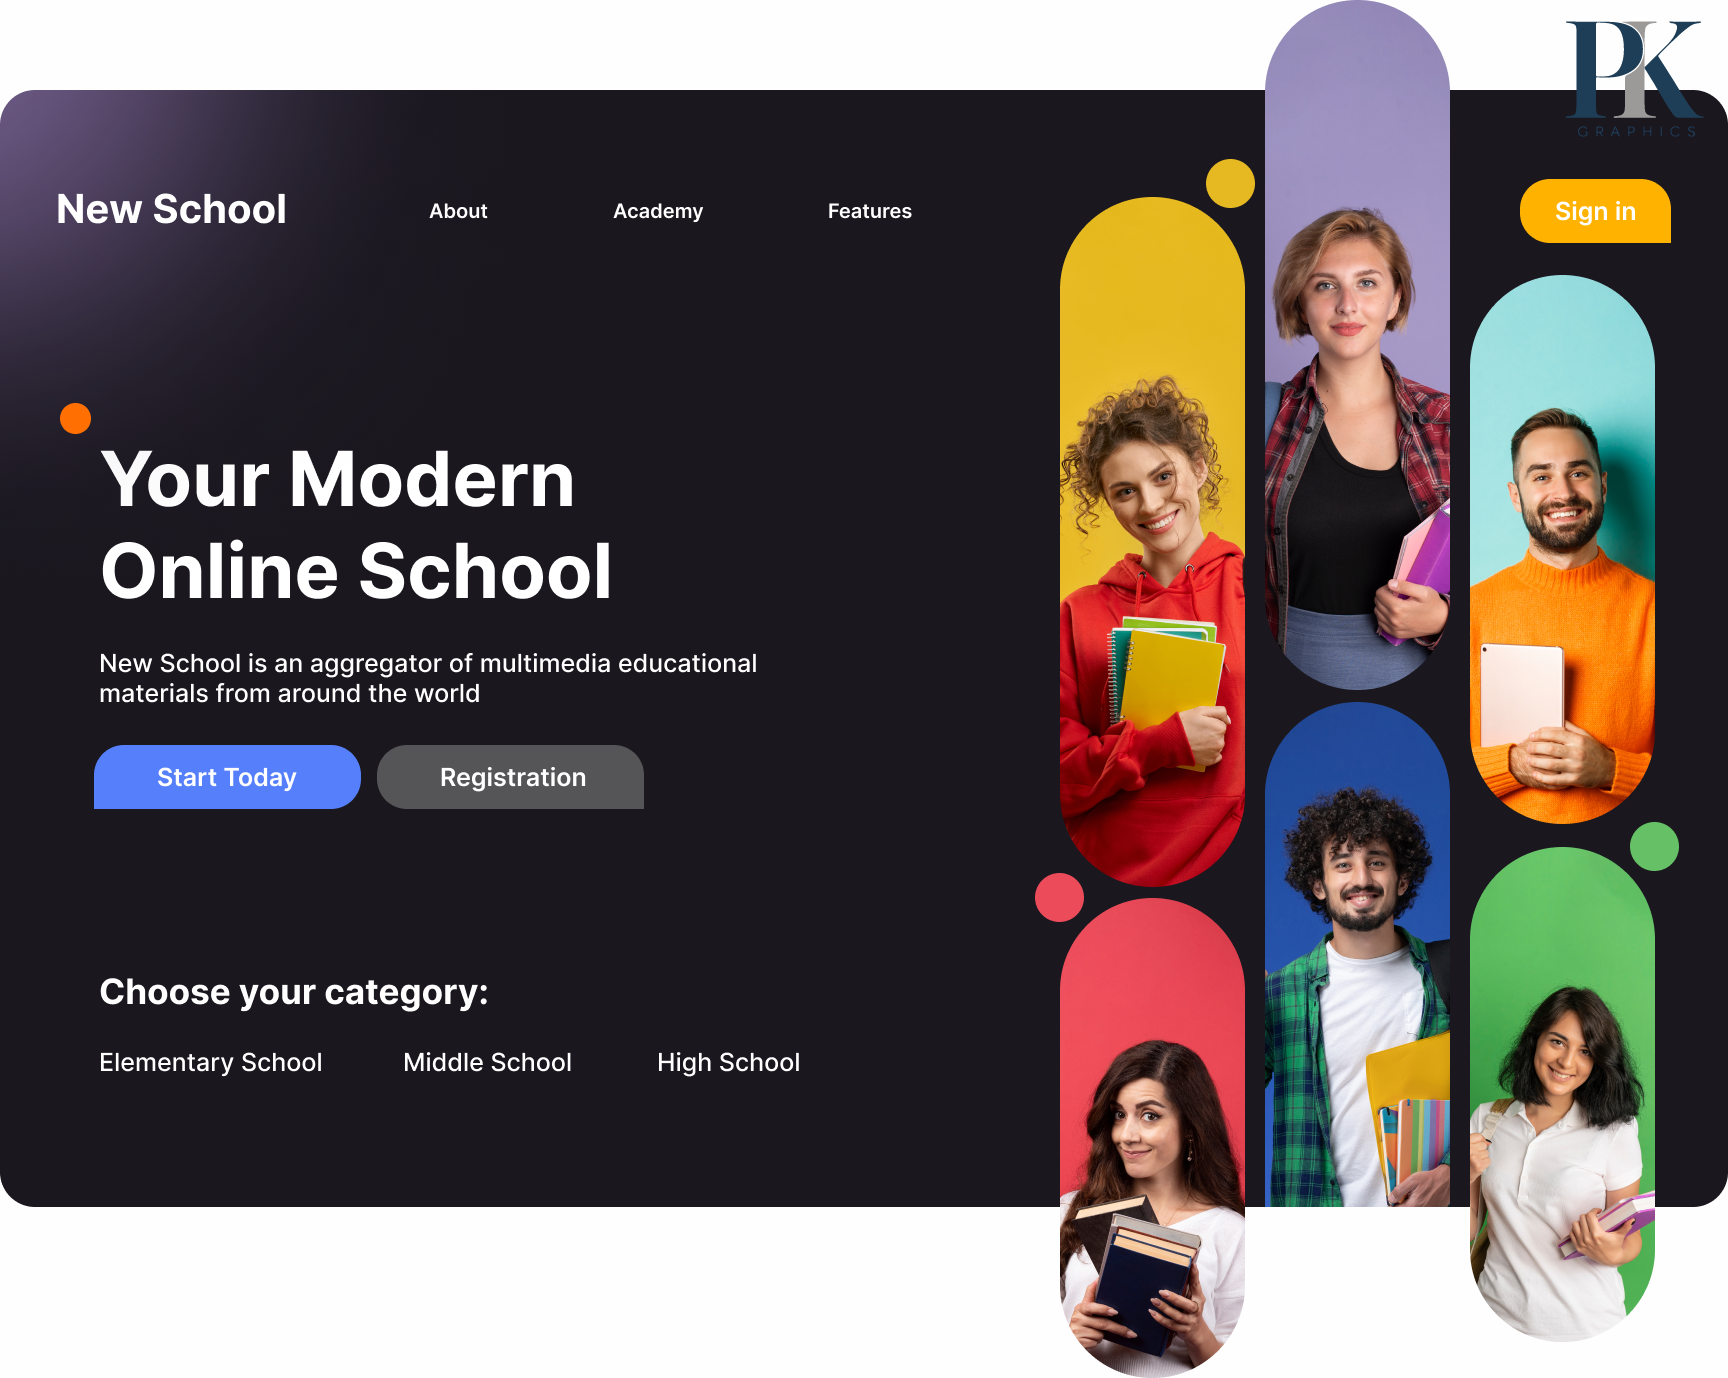 PIK
GRAPHICS
New School
About
Academy
Features
Sign in
Your Modern
Online School
New School is an aggregator of multimedia educational
materials from around the world
Start Today
Registration
Choose your category:
Elementary School
Middle School
High School